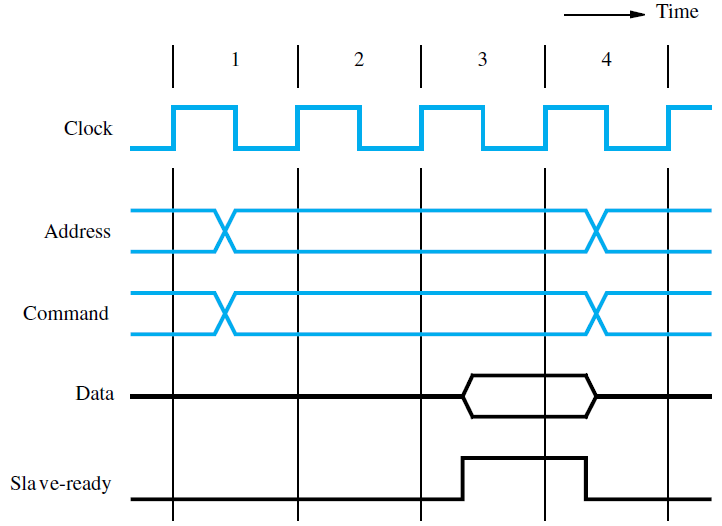 Time
1 2 3 4
Clock
Address
Command
Data
Slave-ready